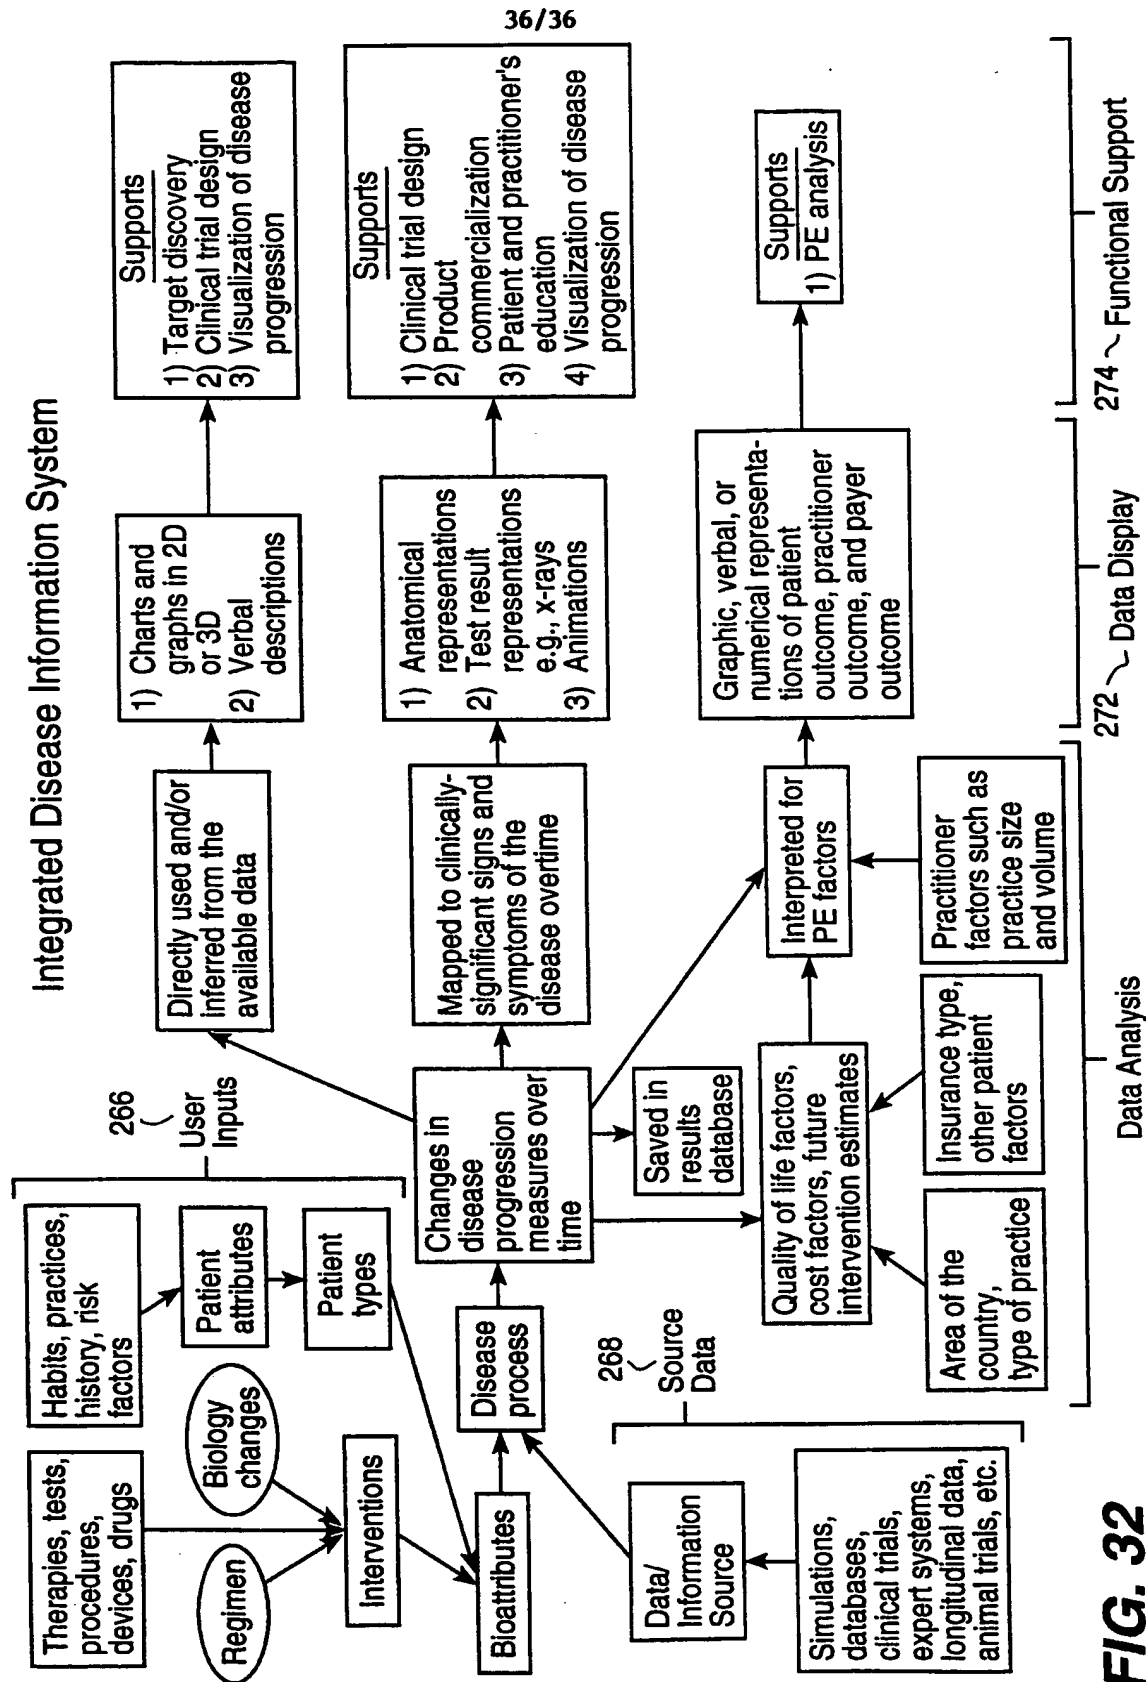 36/36
Integrated Disease Information System
Therapies, tests,
procedures,
devices, drugs
Regimen
Biology
changes
Interventions
Habits, practices,
history, risk
factors
Patient
attributes
Patient
types
266
User
Inputs
Bioattributes
Disease
process
Data/
Information
Source
Simulations,
databases,
clinical trials,
expert systems,
longitudinal data,
animal trials, etc.
268
Source
Data
Changes in
disease
progression
measures over
time
Saved in
results
database
Quality of life factors,
cost factors, future
intervention estimates
Area of the
country,
type of practice
Insurance type,
other patient
factors
Practitioner
factors such as
practice size
and volume
Directly used and/or
inferred from the
available data
Mapped to clinically-
significant signs and
symptoms of the
disease overtime
Interpreted for
PE factors
Data Analysis
1) Charts and
graphs in 2D
or 3D
2) Verbal
descriptions
1) Anatomical
representations
2) Test result
representations
e.g., x-rays
3) Animations
Graphic, verbal, or
numerical representa-
tions of patient
outcome, practitioner
outcome, and payer
outcome
272 Data Display
Supports
1) Target discovery
2) Clinical trial design
3) Visualization of disease
progression
Supports
1) Clinical trial design
2) Product
commercialization
3) Patient and practitioner's
education
4) Visualization of disease
progression
Supports
1) PE analysis
274 Functional Support
FIG. 32